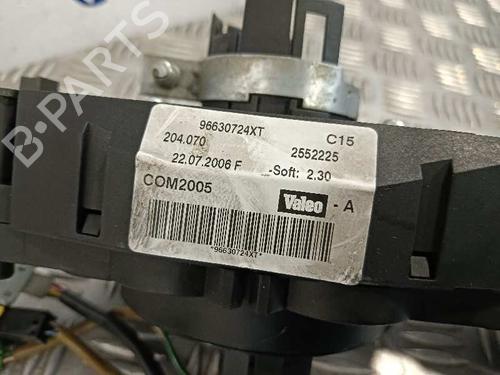 B-PARTS
96630724XT C15
204.070 2552225
22.07.2006 F -Soft: 2.30
COM2005 Valeo - A
*96630724XT*